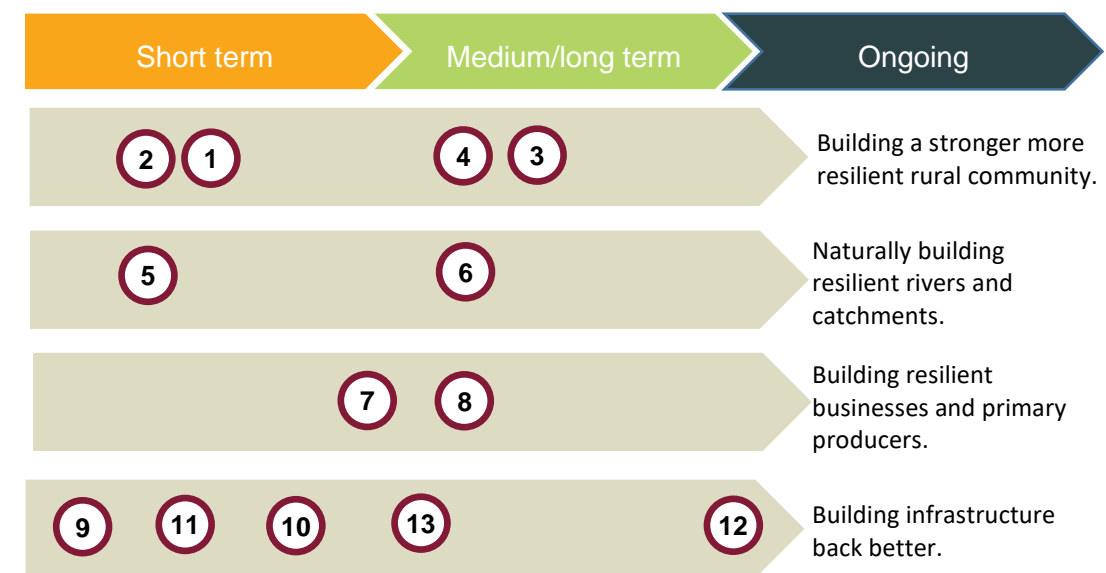 Short term
Medium/long term
Ongoing
2
1
4
3
Building a stronger more
resilient rural community.
5
6
Naturally building
resilient rivers and
catchments.
7
8
Building resilient
businesses and primary
producers.
9
11
10
13
12
Building infrastructure
back better.